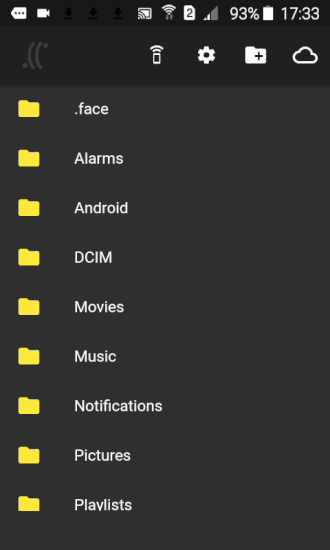 2 93% 17:33
.face
Alarms
Android
DCIM
Movies
Music
Notifications
Pictures
Playlists